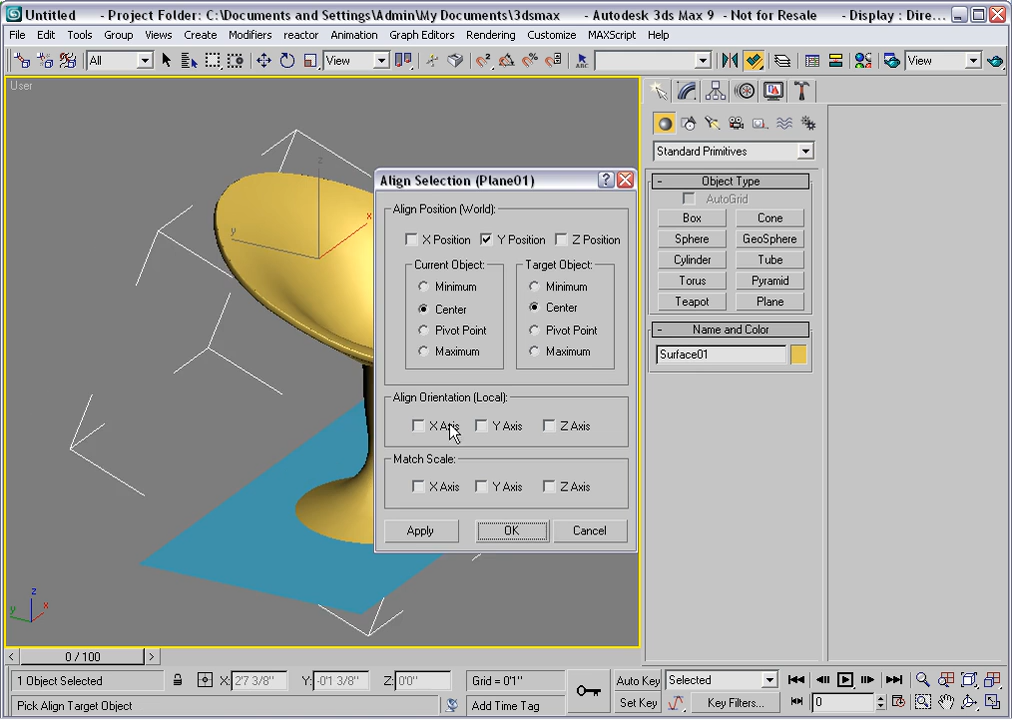 Untitled - Project Folder: C:\Documents and Settings\Admin\My Documents\3dsmax - Autodesk 3ds Max 9 - Not for Resale - Display : Dire...
File Edit Tools Group Views Create Modifiers reactor Animation Graph Editors Rendering Customize MAXScript Help
All View View
User
Standard Primitives
Object Type
AutoGrid
Box Cone
Sphere GeoSphere
Cylinder Tube
Torus Pyramid
Teapot Plane
Name and Color
Surface01
z
x
y
Align Selection (Plane01)
Align Position (World):
X Position Y Position Z Position
Current Object: Target Object:
Minimum Minimum
Center Center
Pivot Point Pivot Point
Maximum Maximum
Align Orientation (Local):
X Axis Y Axis Z Axis
Match Scale:
X Axis Y Axis Z Axis
Apply OK Cancel
z
y x
0 / 100
1 Object Selected X: 2'7 3/8" Y: -0'1 3/8" Z: 0'0" Grid = 0'1" Auto Key Selected
Pick Align Target Object Add Time Tag Set Key Key Filters... 0